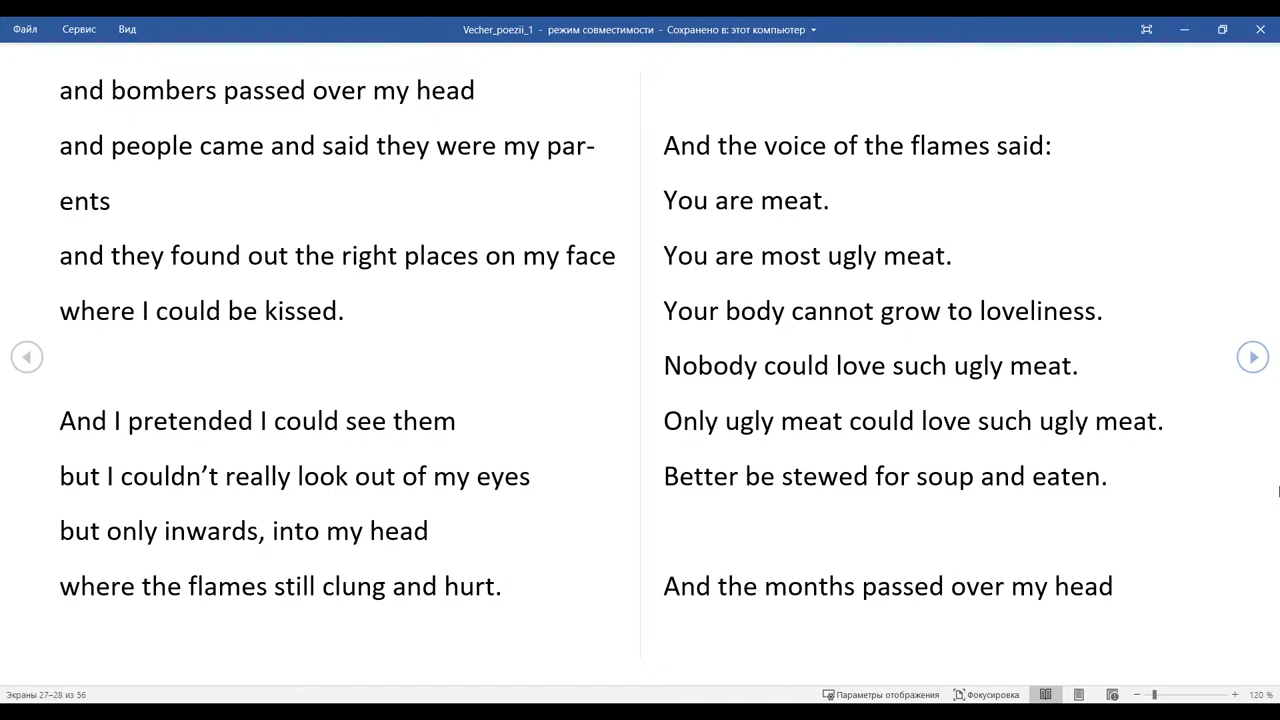 Файл Сервис Вид Vecher_poezii_1 - режим совместимости - Сохранено в: этот компьютер
and bombers passed over my head
and people came and said they were my par-
ents
and they found out the right places on my face
where I could be kissed.
And I pretended I could see them
but I couldn’t really look out of my eyes
but only inwards, into my head
where the flames still clung and hurt.
And the voice of the flames said:
You are meat.
You are most ugly meat.
Your body cannot grow to loveliness.
Nobody could love such ugly meat.
Only ugly meat could love such ugly meat.
Better be stewed for soup and eaten.
And the months passed over my head
Экраны 27–28 из 56 Параметры отображения Фокусировка 120 %